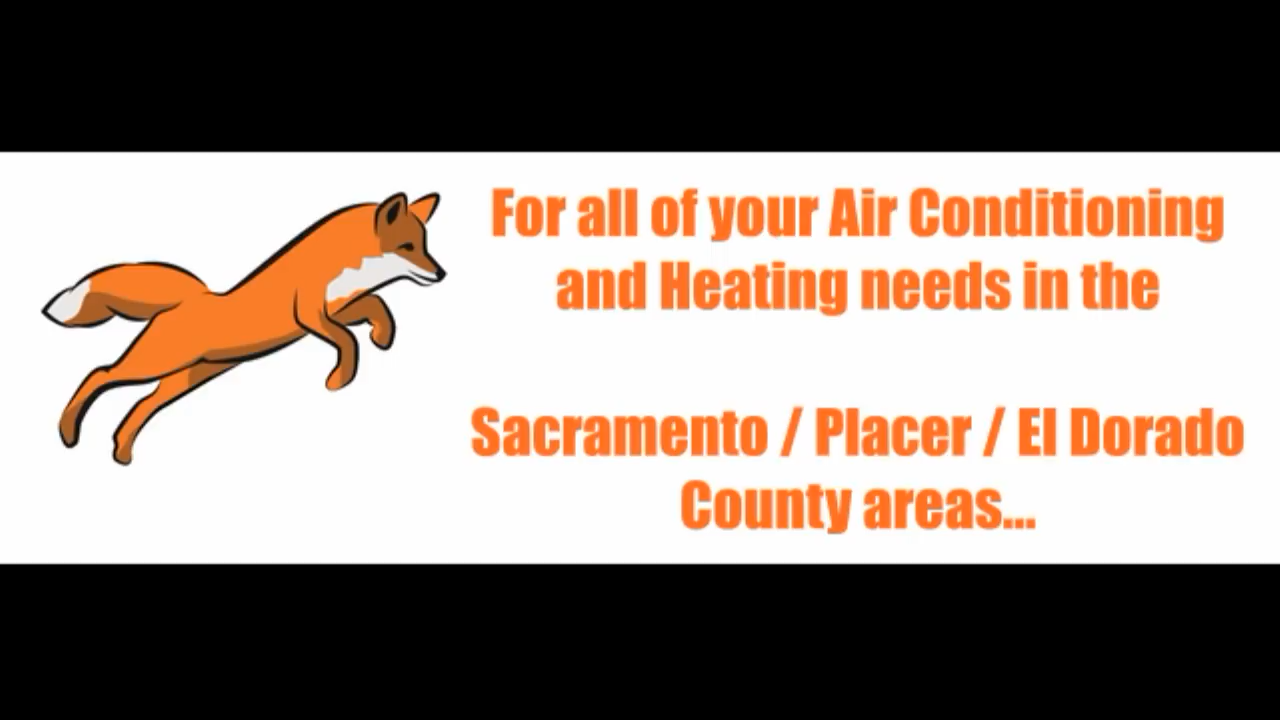 For all of your Air Conditioning
and Heating needs in the
Sacramento / Placer / El Dorado
County areas...